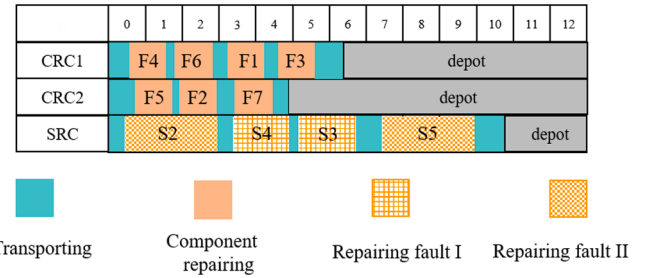 0 1 2 3 4 5 6 7 8 9 10 11 12
CRC1 F4 F6 F1 F3 depot
CRC2 F5 F2 F7 depot
SRC S2 S4 S3 S5 depot
Transporting
Component
repairing
Repairing fault I
Repairing fault II